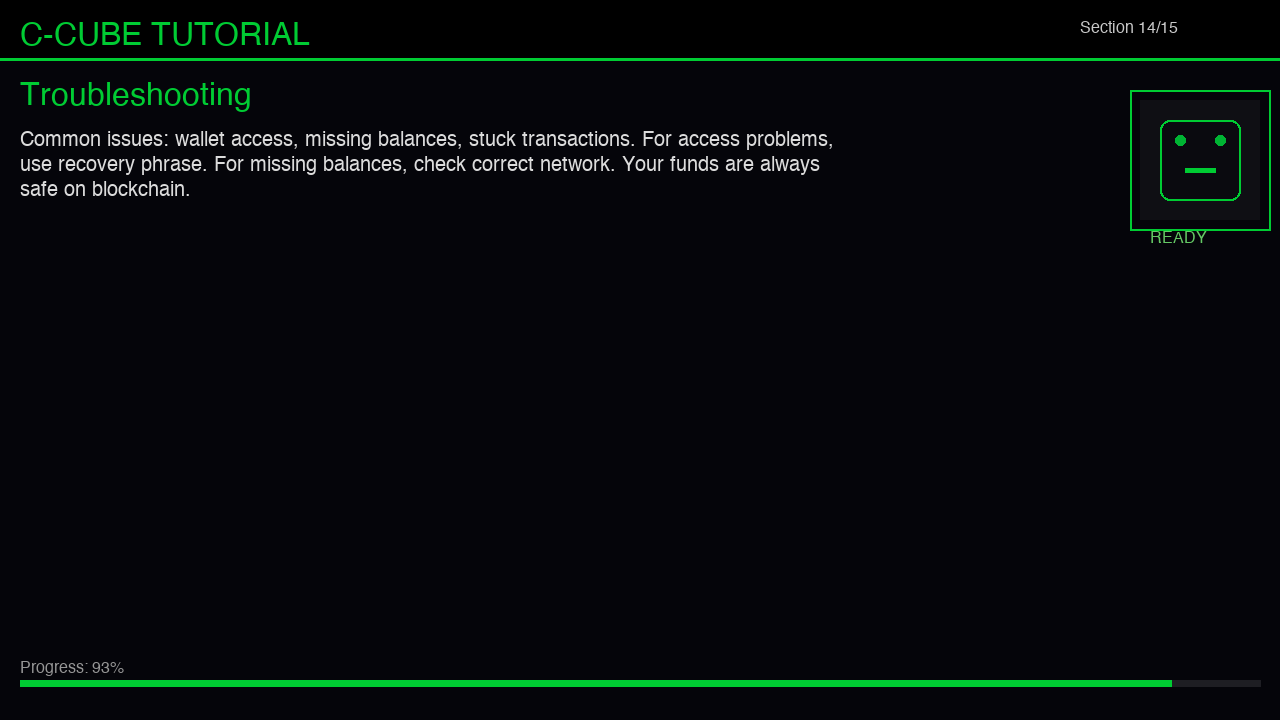 C-CUBE TUTORIAL
Section 14/15
Troubleshooting
Common issues: wallet access, missing balances, stuck transactions. For access problems,
use recovery phrase. For missing balances, check correct network. Your funds are always
safe on blockchain.
READY
Progress: 93%